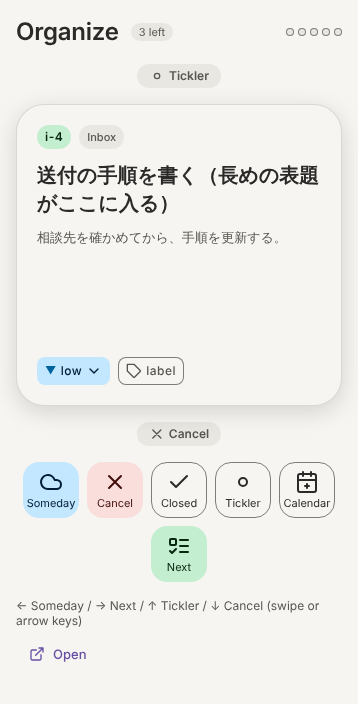 Organize
3 left
Tickler
i-4
Inbox
送付の手順を書く（長めの表題
がここに入る）
相談先を確かめてから、手順を更新する。
low
label
Cancel
Someday
Cancel
Closed
Tickler
Calendar
Next
← Someday / → Next / ↑ Tickler / ↓ Cancel (swipe or
arrow keys)
Open